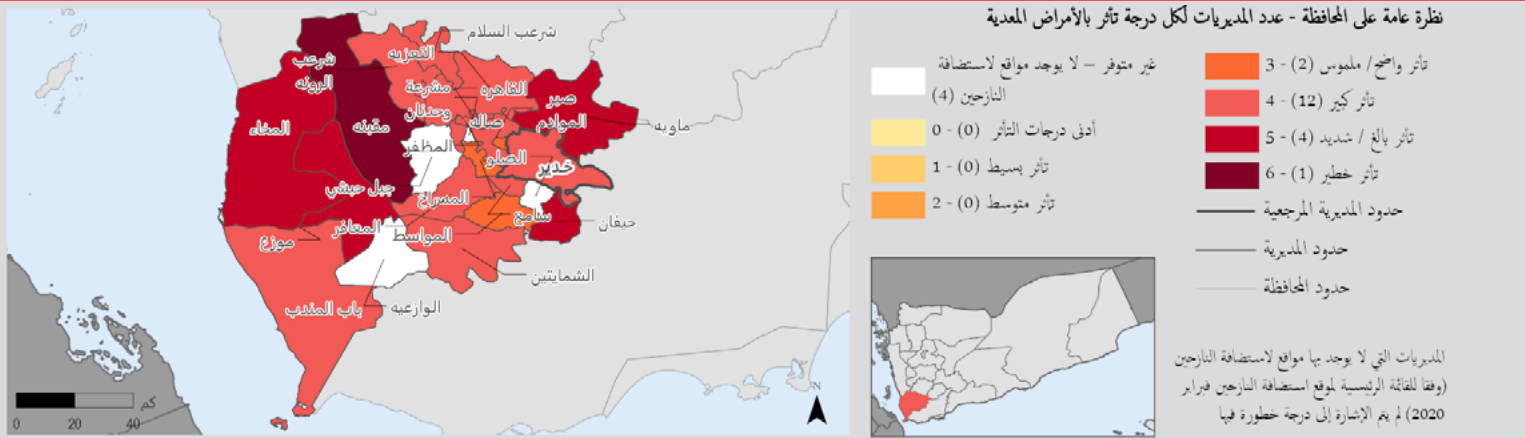 نظرة عامة على المحافظة - عدد المديريات لكل درجة تأثر بالأمراض المعدية
تأثر واضح/ ملموس (2) - 3
تأثر كبير (12) - 4
تأثر بالغ / شديد (4) - 5
تأثر خطير (1) - 6
حدود المديرية المرجعية
حدود المديرية
حدود المحافظة
غير متوفر – لا يوجد مواقع لاستضافة
النازحين (4)
أدنى درجات التأثر (0) - 0
تأثر بسيط (0) - 1
تأثر متوسط (0) - 2
المديريات التي لا يوجد بها مواقع لاستضافة النازحين
(وفقا للقائمة الرئيسية لموقع استضافة النازحين فبراير
2020) لم يتم الإشارة إلى درجة خطورة فيها
شرعب السلام
التعزيه
شرعب
الرونه
مشرعة
وحدنان
القاهره
صبر
الموادم
صاله
ماويه
المخاء
مقبنه
المظفر
الصلو
خدير
جبل حبشي
المسراخ
سامع
حيفان
المعافر
المواسط
موزع
الشمايتين
باب المندب
الوازعيه
كم
0 20 40
N